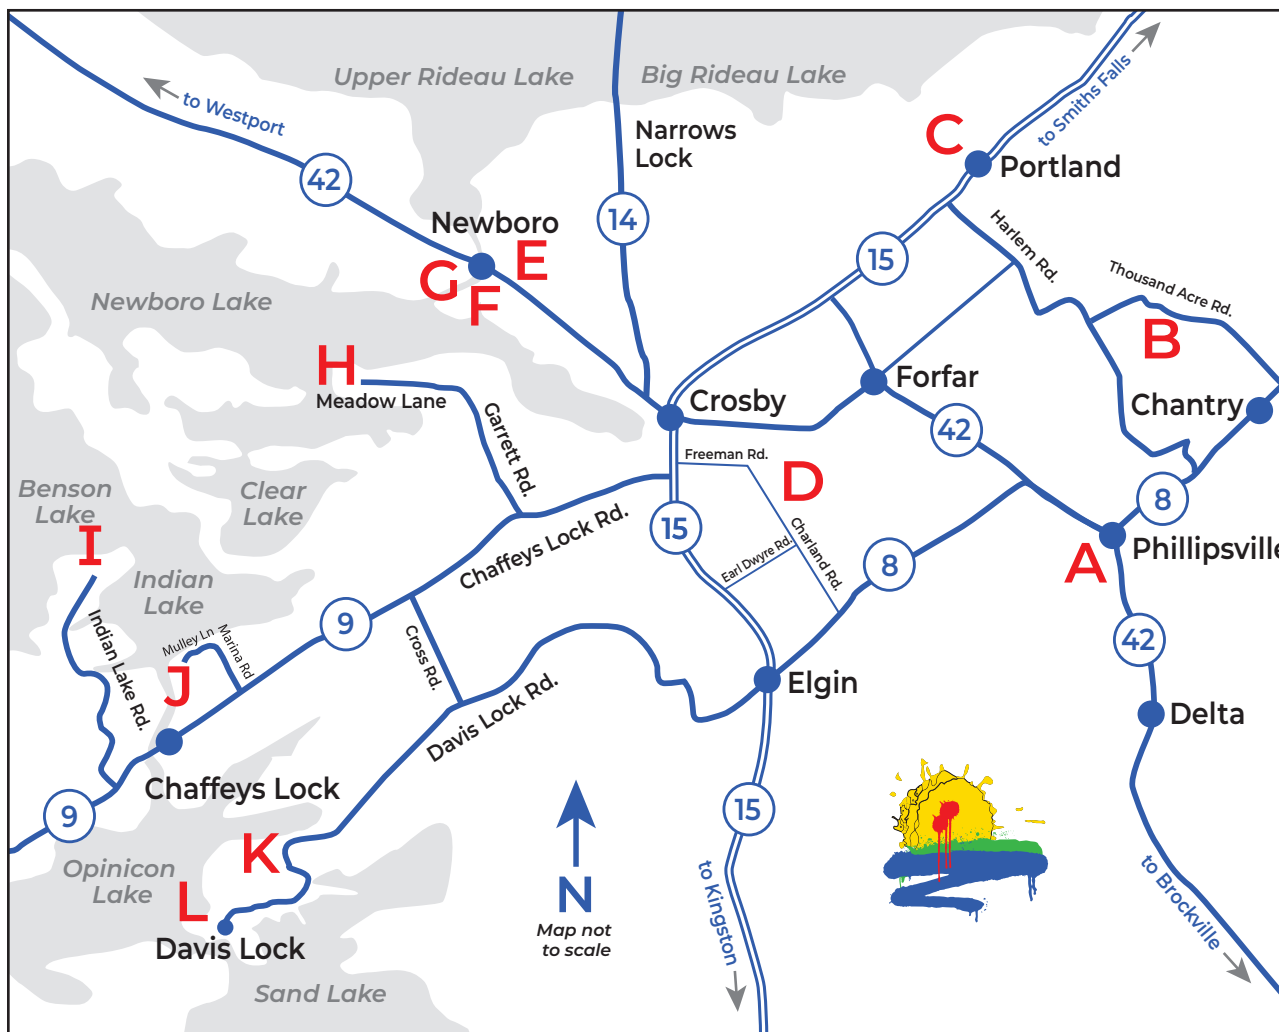 Upper Rideau Lake
Big Rideau Lake
to Westport
to Smiths Falls
Narrows
Lock
C
Portland
42
14
15
Newboro
E
G
F
Harlem Rd.
Thousand Acre Rd.
B
Newboro Lake
H
Meadow Lane
Garrett Rd.
Crosby
Forfar
Chantry
42
Freeman Rd.
D
Benson
Lake
Clear
Lake
I
Chaffeys Lock Rd.
15
Charland Rd.
Earl Dwyre Rd.
8
8
A
Phillipsville
Indian
Lake
Indian Lake Rd.
Mulley Ln
Marina Rd
9
Cross Rd.
42
J
Davis Lock Rd.
Elgin
Delta
Chaffeys Lock
9
15
K
Opinicon
Lake
L
N
Map not
to scale
to Kingston
to Brockville
Davis Lock
Sand Lake